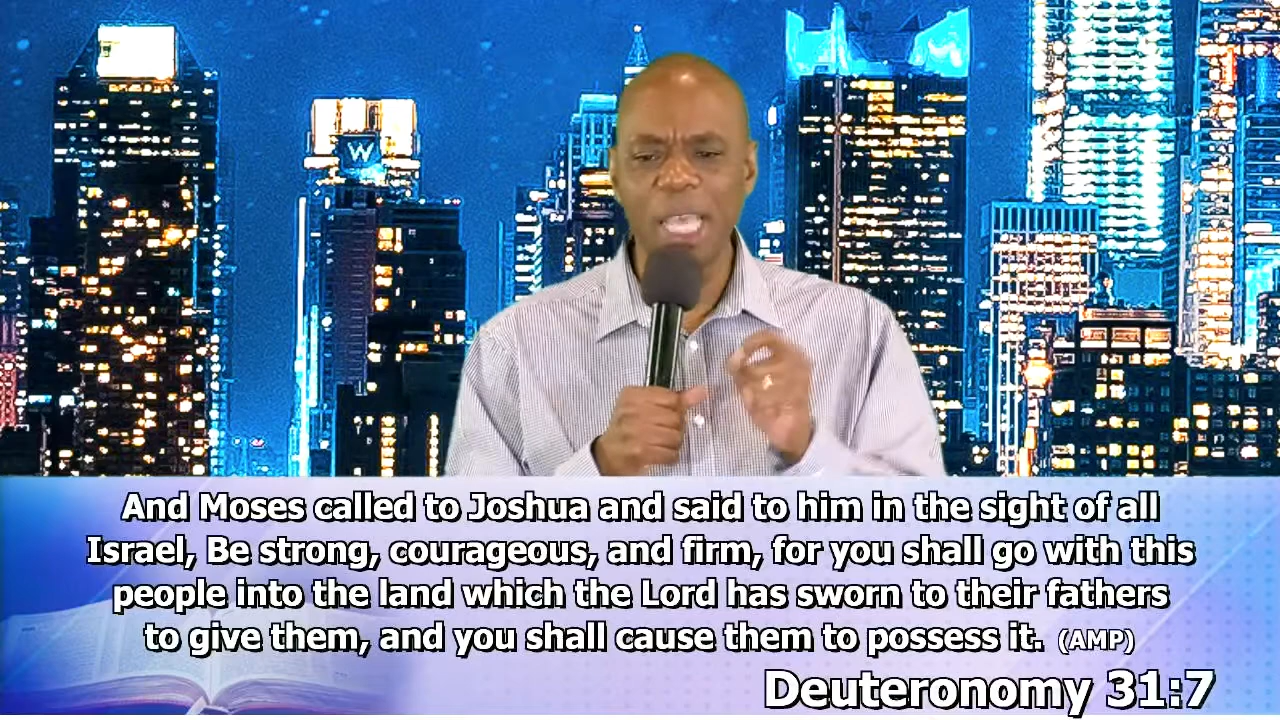 W
And Moses called to Joshua and said to him in the sight of all
Israel, Be strong, courageous, and firm, for you shall go with this
people into the land which the Lord has sworn to their fathers
to give them, and you shall cause them to possess it. (AMP)
Deuteronomy 31:7